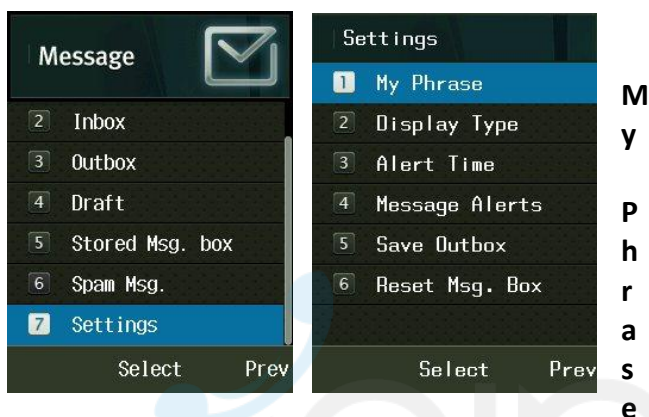 Message
2 Inbox
3 Outbox
4 Draft
5 Stored Msg. box
6 Spam Msg.
7 Settings
Select Prev
Settings
1 My Phrase
2 Display Type
3 Alert Time
4 Message Alerts
5 Save Outbox
6 Reset Msg. Box
Select Prev
M
y
P
h
r
a
s
e